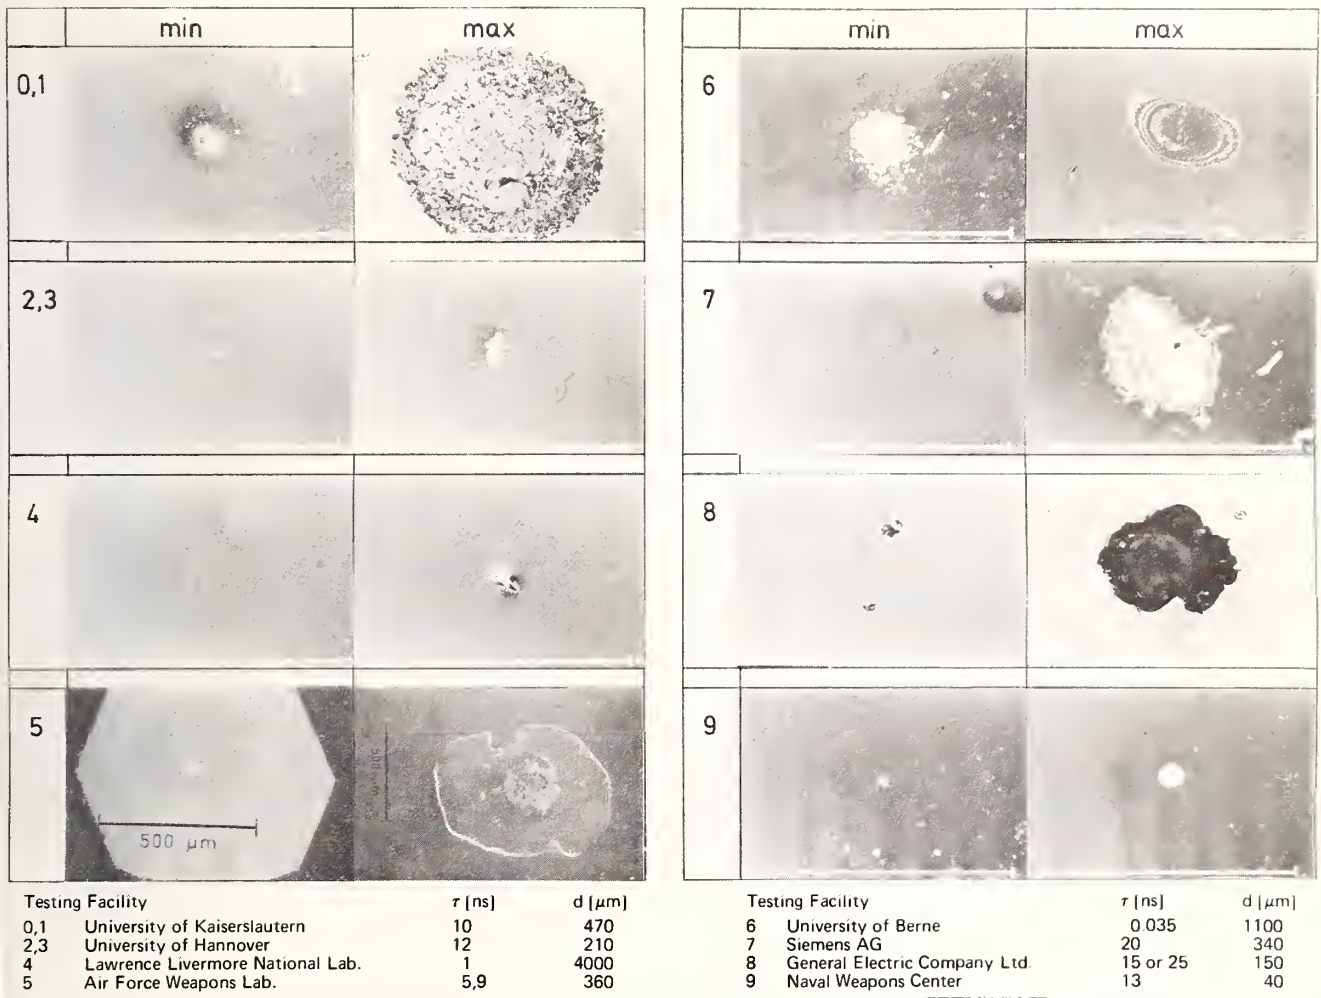 min max
0,1
2,3
4
5
500 µm
Testing Facility τ [ns] d [µm]
0,1 University of Kaiserslautern 10 470
2,3 University of Hannover 12 210
4 Lawrence Livermore National Lab. 1 4000
5 Air Force Weapons Lab. 5,9 360
min max
6
7
8
9
Testing Facility τ [ns] d [µm]
6 University of Berne 0.035 1100
7 Siemens AG 20 340
8 General Electric Company Ltd. 15 or 25 150
9 Naval Weapons Center 13 40